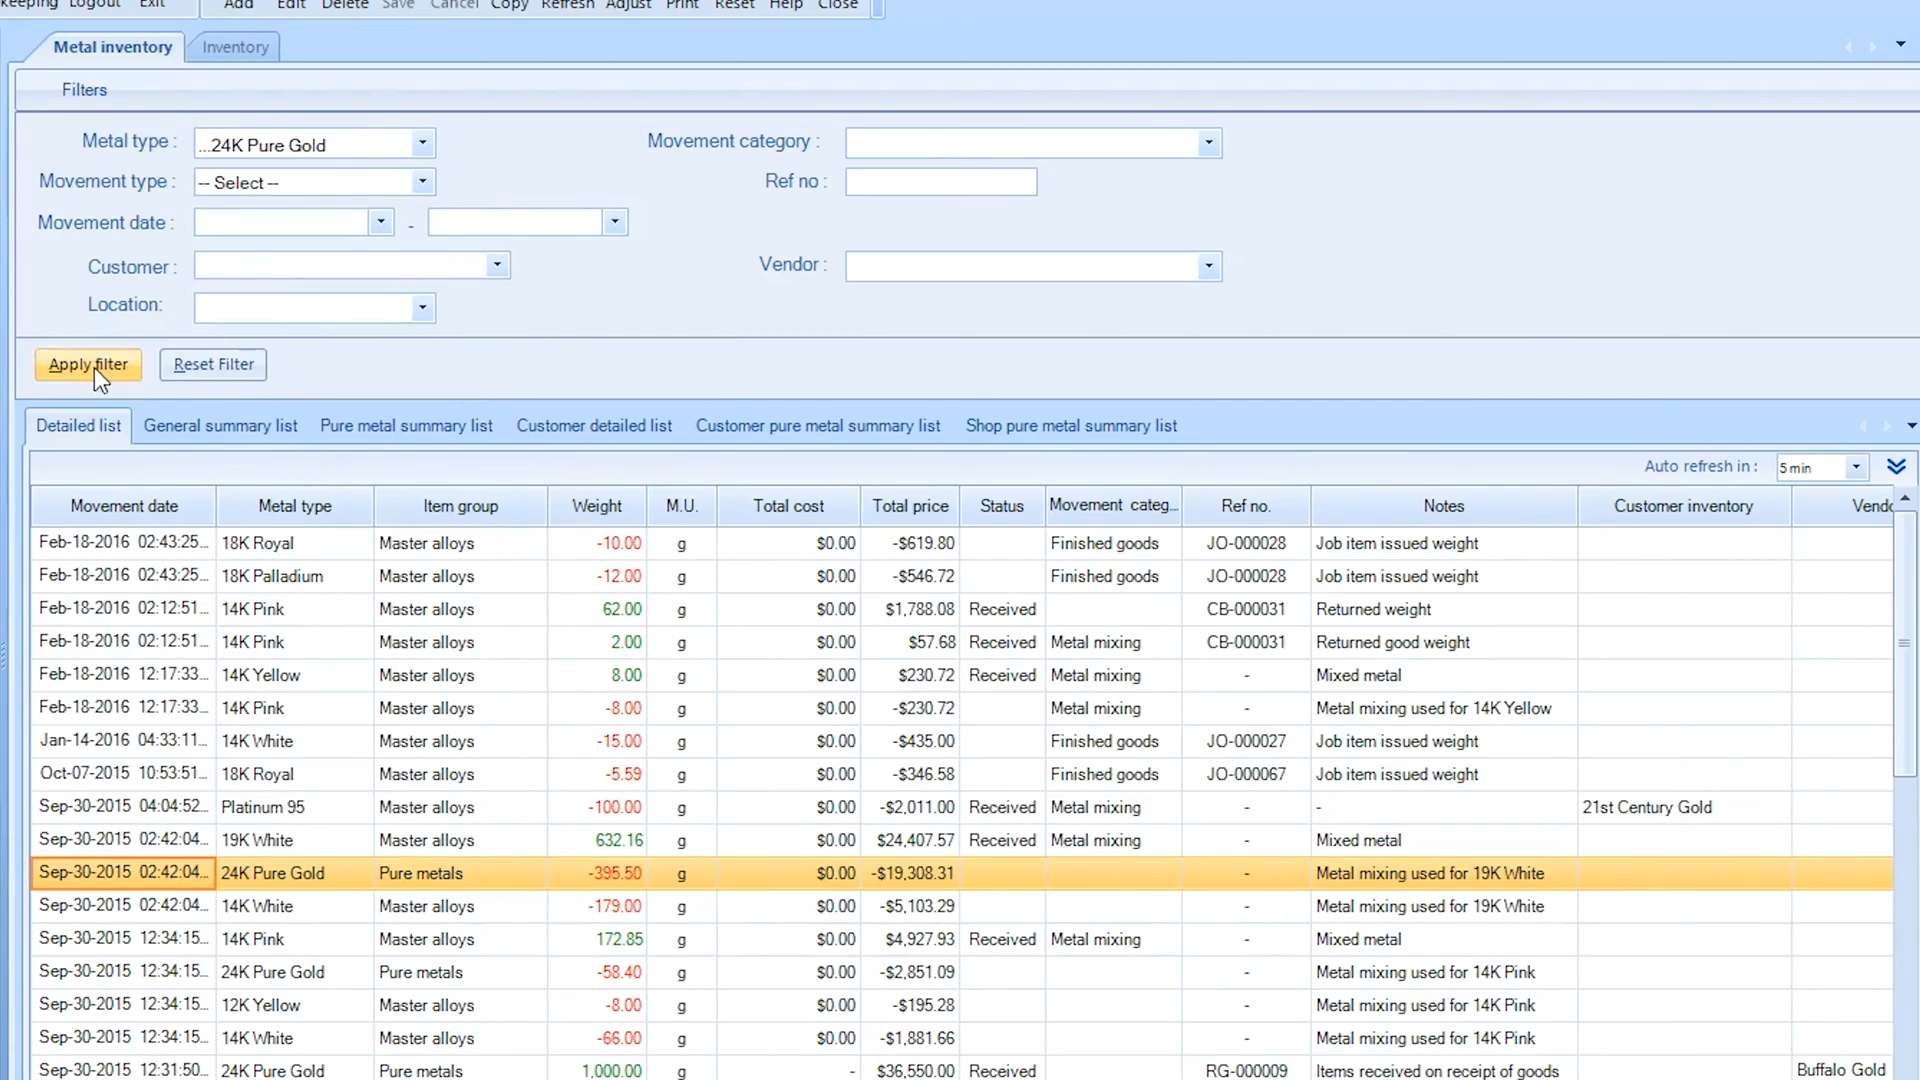 keeping Logout Exit Add Edit Delete Save Cancel Copy Refresh Adjust Print Reset Help Close
Metal inventory Inventory
Filters
Metal type : ...24K Pure Gold Movement category :
Movement type : -- Select -- Ref no :
Movement date : -
Customer : Vendor :
Location:
Apply filter Reset Filter
Detailed list General summary list Pure metal summary list Customer detailed list Customer pure metal summary list Shop pure metal summary list
Auto refresh in : 5 min
Movement date Metal type Item group Weight M.U. Total cost Total price Status Movement categ... Ref no. Notes Customer inventory Vendo
Feb-18-2016 02:43:25... 18K Royal Master alloys -10.00 g $0.00 -$619.80 Finished goods JO-000028 Job item issued weight
Feb-18-2016 02:43:25... 18K Palladium Master alloys -12.00 g $0.00 -$546.72 Finished goods JO-000028 Job item issued weight
Feb-18-2016 02:12:51... 14K Pink Master alloys 62.00 g $0.00 $1,788.08 Received CB-000031 Returned weight
Feb-18-2016 02:12:51... 14K Pink Master alloys 2.00 g $0.00 $57.68 Received Metal mixing CB-000031 Returned good weight
Feb-18-2016 12:17:33... 14K Yellow Master alloys 8.00 g $0.00 $230.72 Received Metal mixing - Mixed metal
Feb-18-2016 12:17:33... 14K Pink Master alloys -8.00 g $0.00 -$230.72 Metal mixing - Metal mixing used for 14K Yellow
Jan-14-2016 04:33:11... 14K White Master alloys -15.00 g $0.00 -$435.00 Finished goods JO-000027 Job item issued weight
Oct-07-2015 10:53:51... 18K Royal Master alloys -5.59 g $0.00 -$346.58 Finished goods JO-000067 Job item issued weight
Sep-30-2015 04:04:52... Platinum 95 Master alloys -100.00 g $0.00 -$2,011.00 Received Metal mixing - - 21st Century Gold
Sep-30-2015 02:42:04... 19K White Master alloys 632.16 g $0.00 $24,407.57 Received Metal mixing - Mixed metal
Sep-30-2015 02:42:04... 24K Pure Gold Pure metals -395.50 g $0.00 -$19,308.31 - Metal mixing used for 19K White
Sep-30-2015 02:42:04... 14K White Master alloys -179.00 g $0.00 -$5,103.29 - Metal mixing used for 19K White
Sep-30-2015 12:34:15... 14K Pink Master alloys 172.85 g $0.00 $4,927.93 Received Metal mixing - Mixed metal
Sep-30-2015 12:34:15... 24K Pure Gold Pure metals -58.40 g $0.00 -$2,851.09 - Metal mixing used for 14K Pink
Sep-30-2015 12:34:15... 12K Yellow Master alloys -8.00 g $0.00 -$195.28 - Metal mixing used for 14K Pink
Sep-30-2015 12:34:15... 14K White Master alloys -66.00 g $0.00 -$1,881.66 - Metal mixing used for 14K Pink
Sep-30-2015 12:31:50... 24K Pure Gold Pure metals 1,000.00 g - $36,550.00 Received RG-000009 Items received on receipt of goods Buffalo Gold